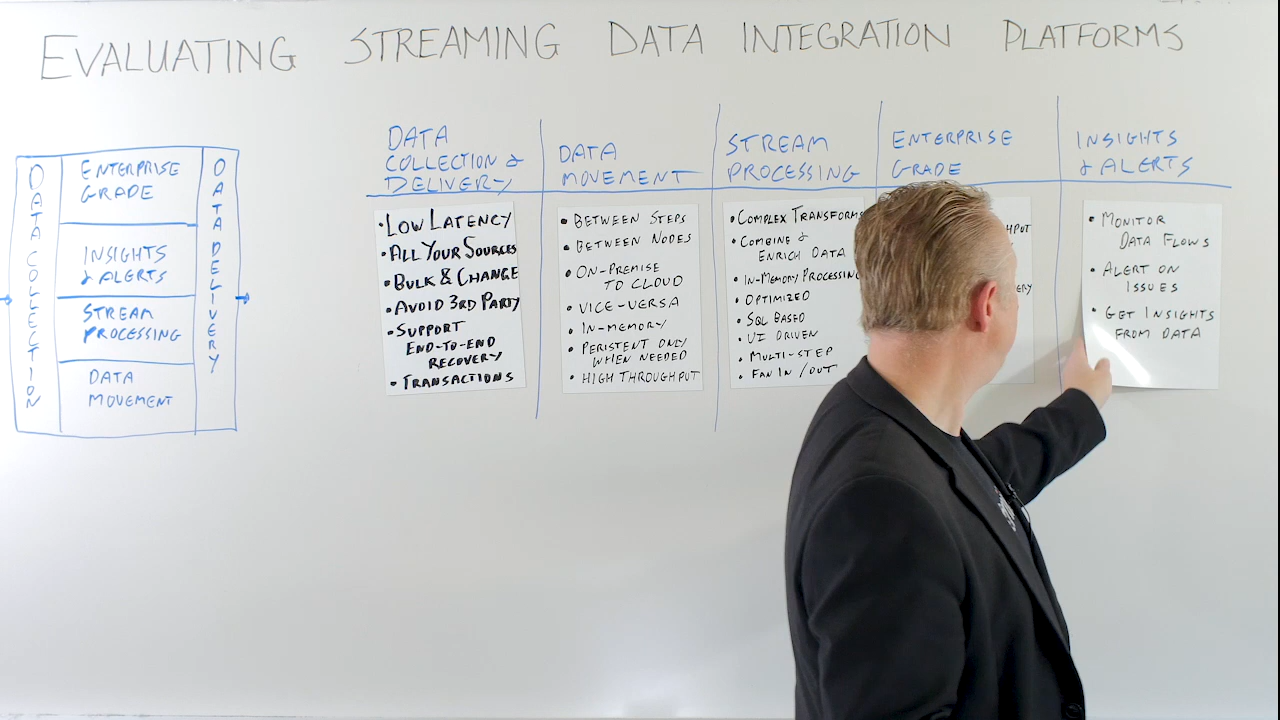 EVALUATING STREAMING DATA INTEGRATION PLATFORMS
DATA COLLECTION
ENTERPRISE
GRADE
INSIGHTS
& ALERTS
STREAM
PROCESSING
DATA
MOVEMENT
DATA DELIVERY
DATA
COLLECTION &
DELIVERY
• LOW LATENCY
• ALL YOUR SOURCES
• BULK & CHANGE
• AVOID 3RD PARTY
• SUPPORT
END-TO-END
RECOVERY
• TRANSACTIONS
DATA
MOVEMENT
• BETWEEN STEPS
• BETWEEN NODES
• ON-PREMISE
TO CLOUD
• VICE-VERSA
• IN-MEMORY
• PERISTENT ONLY
WHEN NEEDED
• HIGH THROUGHPUT
STREAM
PROCESSING
• COMPLEX TRANSFORMS
• COMBINE &
ENRICH DATA
• IN-MEMORY PROCESSING
• OPTIMIZED
• SQL BASED
• UI DRIVEN
• MULTI-STEP
• FAN IN/OUT
ENTERPRISE
GRADE
INSIGHTS
& ALERTS
• MONITOR
DATA FLOWS
• ALERT ON
ISSUES
• GET INSIGHTS
FROM DATA